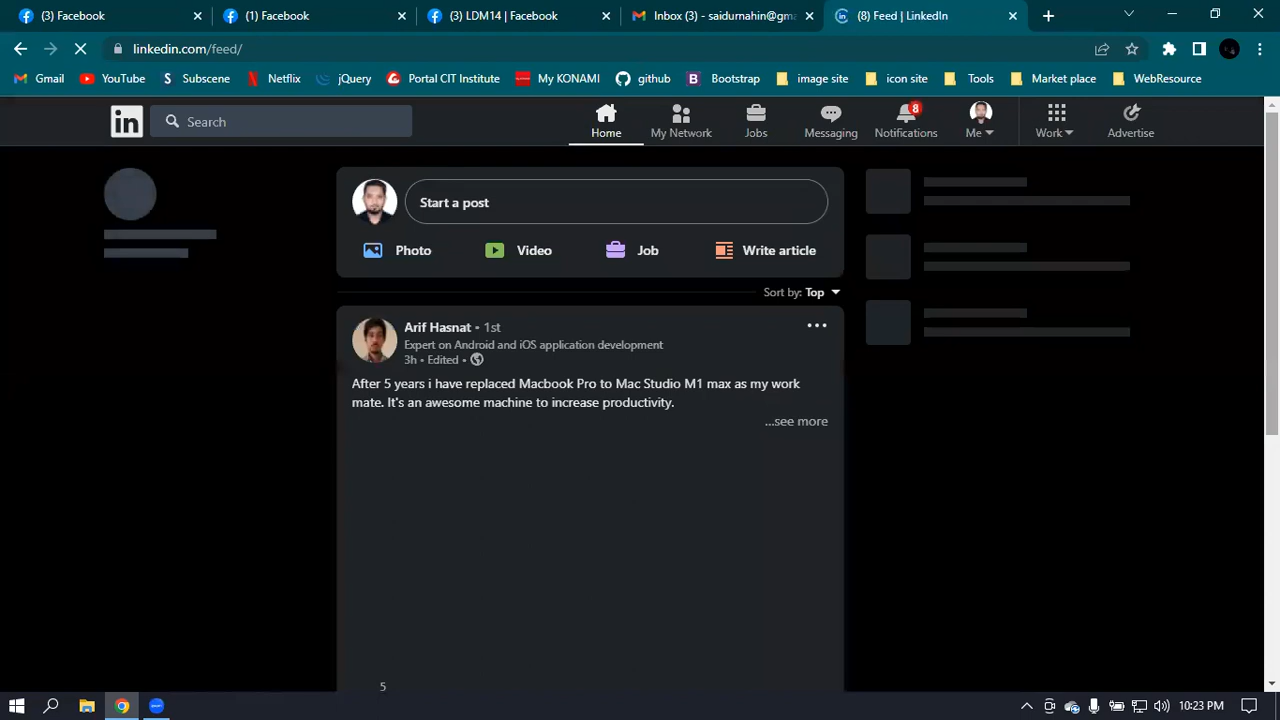 (3) Facebook
(1) Facebook
(3) LDM14 | Facebook
Inbox (3) - saidurnahin@gma
(8) Feed | LinkedIn
linkedin.com/feed/
Gmail
YouTube
Subscene
Netflix
jQuery
Portal CIT Institute
My KONAMI
github
Bootstrap
image site
icon site
Tools
Market place
WebResource
in
Search
Home
My Network
Jobs
Messaging
8
Notifications
Me
Work
Advertise
Start a post
Photo
Video
Job
Write article
Sort by: Top
Arif Hasnat • 1st
Expert on Android and iOS application development
3h • Edited •
After 5 years i have replaced Macbook Pro to Mac Studio M1 max as my work
mate. It's an awesome machine to increase productivity.
...see more
5
10:23 PM